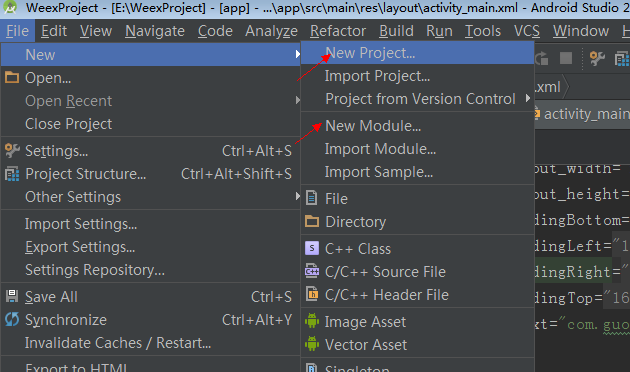 WeexProject - [E:\WeexProject] - [app] - ...\app\src\main\res\layout\activity_main.xml - Android Studio 2
File Edit View Navigate Code Analyze Refactor Build Run Tools VCS Window Help
New
New Project...
.xml
Open...
Import Project...
Open Recent
Project from Version Control
activity_main
Close Project
New Module...
Settings... Ctrl+Alt+S
Import Module...
out_width=
Project Structure... Ctrl+Alt+Shift+S
Import Sample...
out_height=
Other Settings
File
dingBottom=
Import Settings...
Directory
dingLeft="1
Export Settings...
C++ Class
dingRight="
Settings Repository...
C/C++ Source File
dingTop="16
Save All Ctrl+S
C/C++ Header File
xt="com.guo
Synchronize Ctrl+Alt+Y
Image Asset
Invalidate Caches / Restart...
Vector Asset
Export to HTML
Singleton